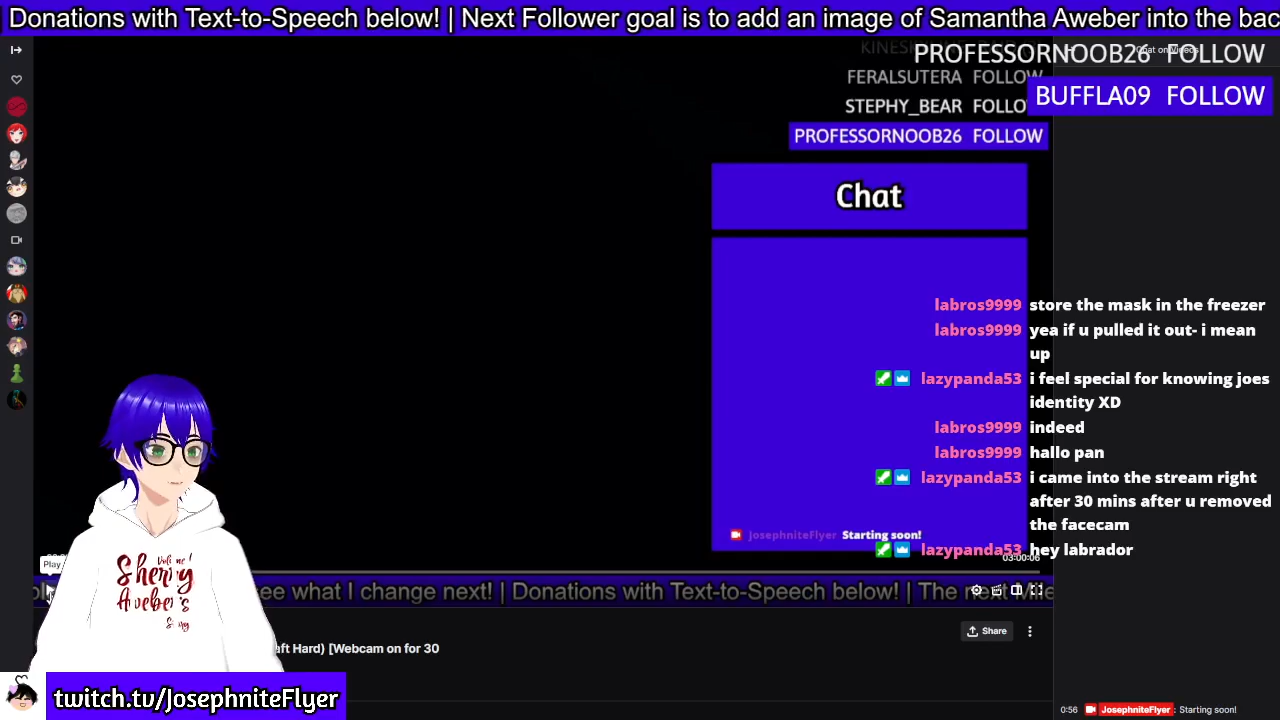 Donations with Text-to-Speech below! | Next Follower goal is to add an image of Samantha Aweber into the bac
PROFESSORNOOB26 FOLLOW
FERALSUTERA FOLLOW
BUFFLA09 FOLLOW
STEPHY_BEAR FOLLO
PROFESSORNOOB26 FOLLOW
Chat
labros9999 store the mask in the freezer
labros9999 yea if u pulled it out- i mean
up
lazypanda53 i feel special for knowing joes
identity XD
labros9999 indeed
labros9999 hallo pan
lazypanda53 i came into the stream right
after 30 mins after u removed
the facecam
JosephniteFlyer Starting soon!
lazypanda53 hey labrador
03:00:06
Play
see what I change next! | Donations with Text-to-Speech below! | The next Mile
Share
aft Hard) [Webcam on for 30
Sherry
Aweber's
twitch.tv/JosephniteFlyer
0:56 JosephniteFlyer: Starting soon!